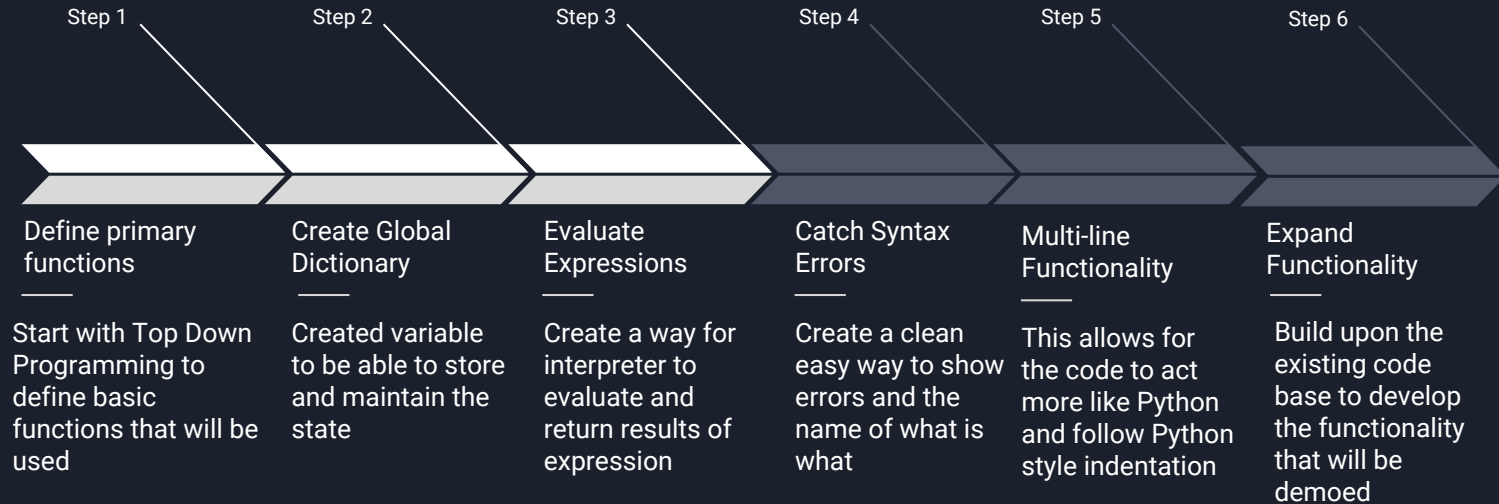 Step 1
Step 2
Step 3
Step 4
Step 5
Step 6
Define primary
functions
Start with Top Down
Programming to
define basic
functions that will be
used
Create Global
Dictionary
Created variable
to be able to store
and maintain the
state
Evaluate
Expressions
Create a way for
interpreter to
evaluate and
return results of
expression
Catch Syntax
Errors
Create a clean
easy way to show
errors and the
name of what is
what
Multi-line
Functionality
This allows for
the code to act
more like Python
and follow Python
style indentation
Expand
Functionality
Build upon the
existing code
base to develop
the functionality
that will be
demoed